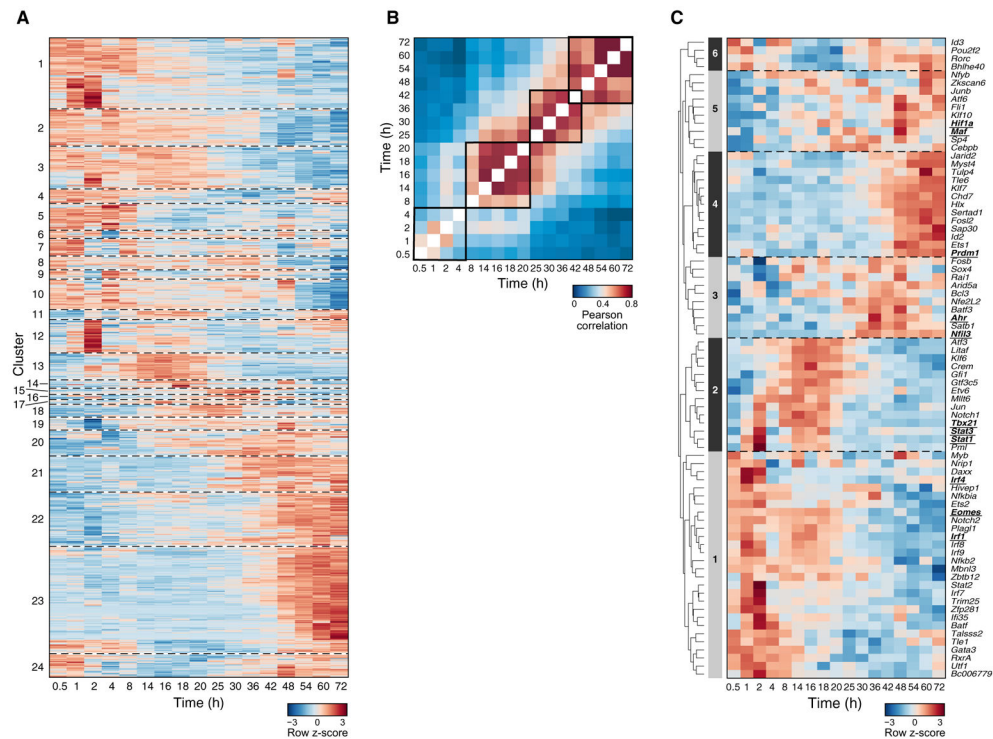 A
Cluster
1
2
3
4
5
6
7
8
9
10
11
12
13
14
15
16
17
18
19
20
21
22
23
24
0.5 1 2 4 8 14 16 18 20 25 30 36 42 48 54 60 72
Time (h)
−3 0 3
Row z-score
B
Time (h)
72
60
54
48
42
36
30
25
20
18
16
14
8
4
2
1
0.5
0.5 1 2 4 8 14 16 18 20 25 30 36 42 48 54 60 72
Time (h)
0 0.4 0.8
Pearson
correlation
C
6
5
4
3
2
1
Id3
Pou2f2
Rorc
Bhlhe40
Nfyb
Zkscan6
Junb
Atf6
Fli1
Klf10
Hif1a
Maf
Sp4
Cebpb
Jarid2
Myst4
Tulp4
Tle6
Klf7
Chd7
Hlx
Sertad1
Fosl2
Sap30
Id2
Ets1
Prdm1
Fosb
Sox4
Rai1
Arid5a
Bcl3
Nfe2L2
Batf3
Ahr
Satb1
Nfil3
Atf3
Litaf
Klf6
Crem
Gfi1
Gtf3c5
Etv6
Mllt6
Jun
Notch1
Tbx21
Stat3
Stat1
Pml
Myb
Nrip1
Daxx
Irf4
Hivep1
Nfkbia
Ets2
Eomes
Notch2
Plagl1
Irf1
Irf8
Irf9
Nfkb2
Mbnl3
Zbtb12
Stat2
Irf7
Trim25
Zfp281
Ifi35
Batf
Talsss2
Tle1
Gata3
RxrA
Utf1
Bc006779
0.5 1 2 4 8 14 16 18 20 25 30 36 42 48 54 60 72
Time (h)
−3 0 3
Row z-score